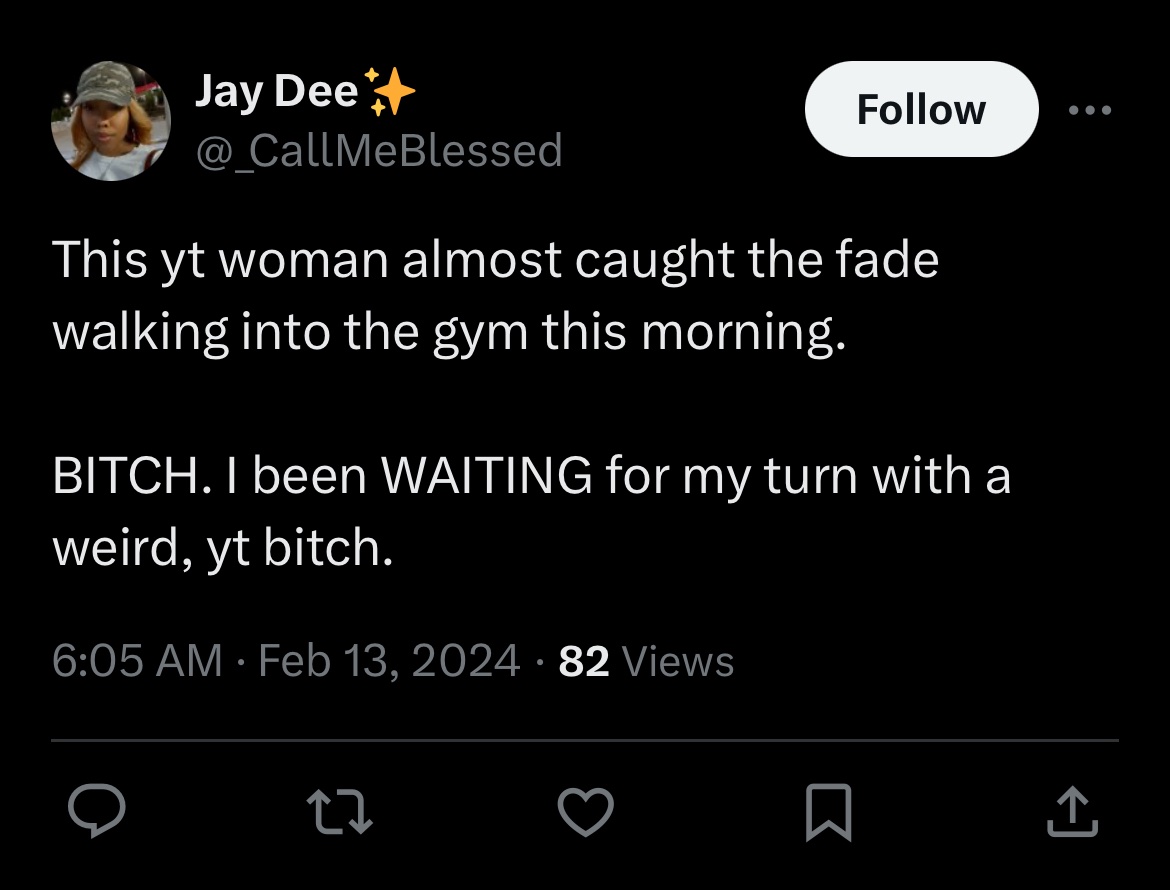 Jay Dee✨
@_CallMeBlessed
Follow
This yt woman almost caught the fade
walking into the gym this morning.
BITCH. I been WAITING for my turn with a
weird, yt bitch.
6:05 AM · Feb 13, 2024 · 82 Views